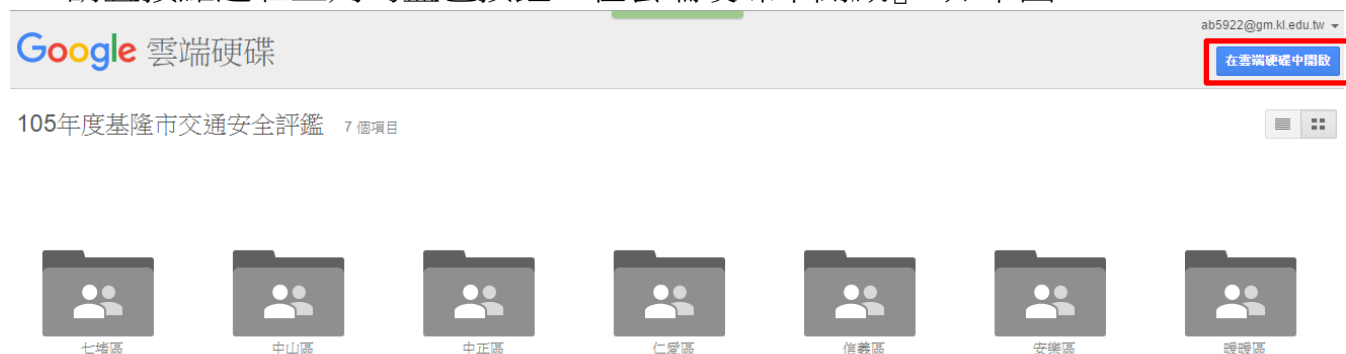 ab5922@gm.kl.edu.tw
Google 雲端硬碟
在雲端硬碟中開啟
105年度基隆市交通安全評鑑 7 個項目
七堵區 中山區 中正區 仁愛區 信義區 安樂區 暖暖區